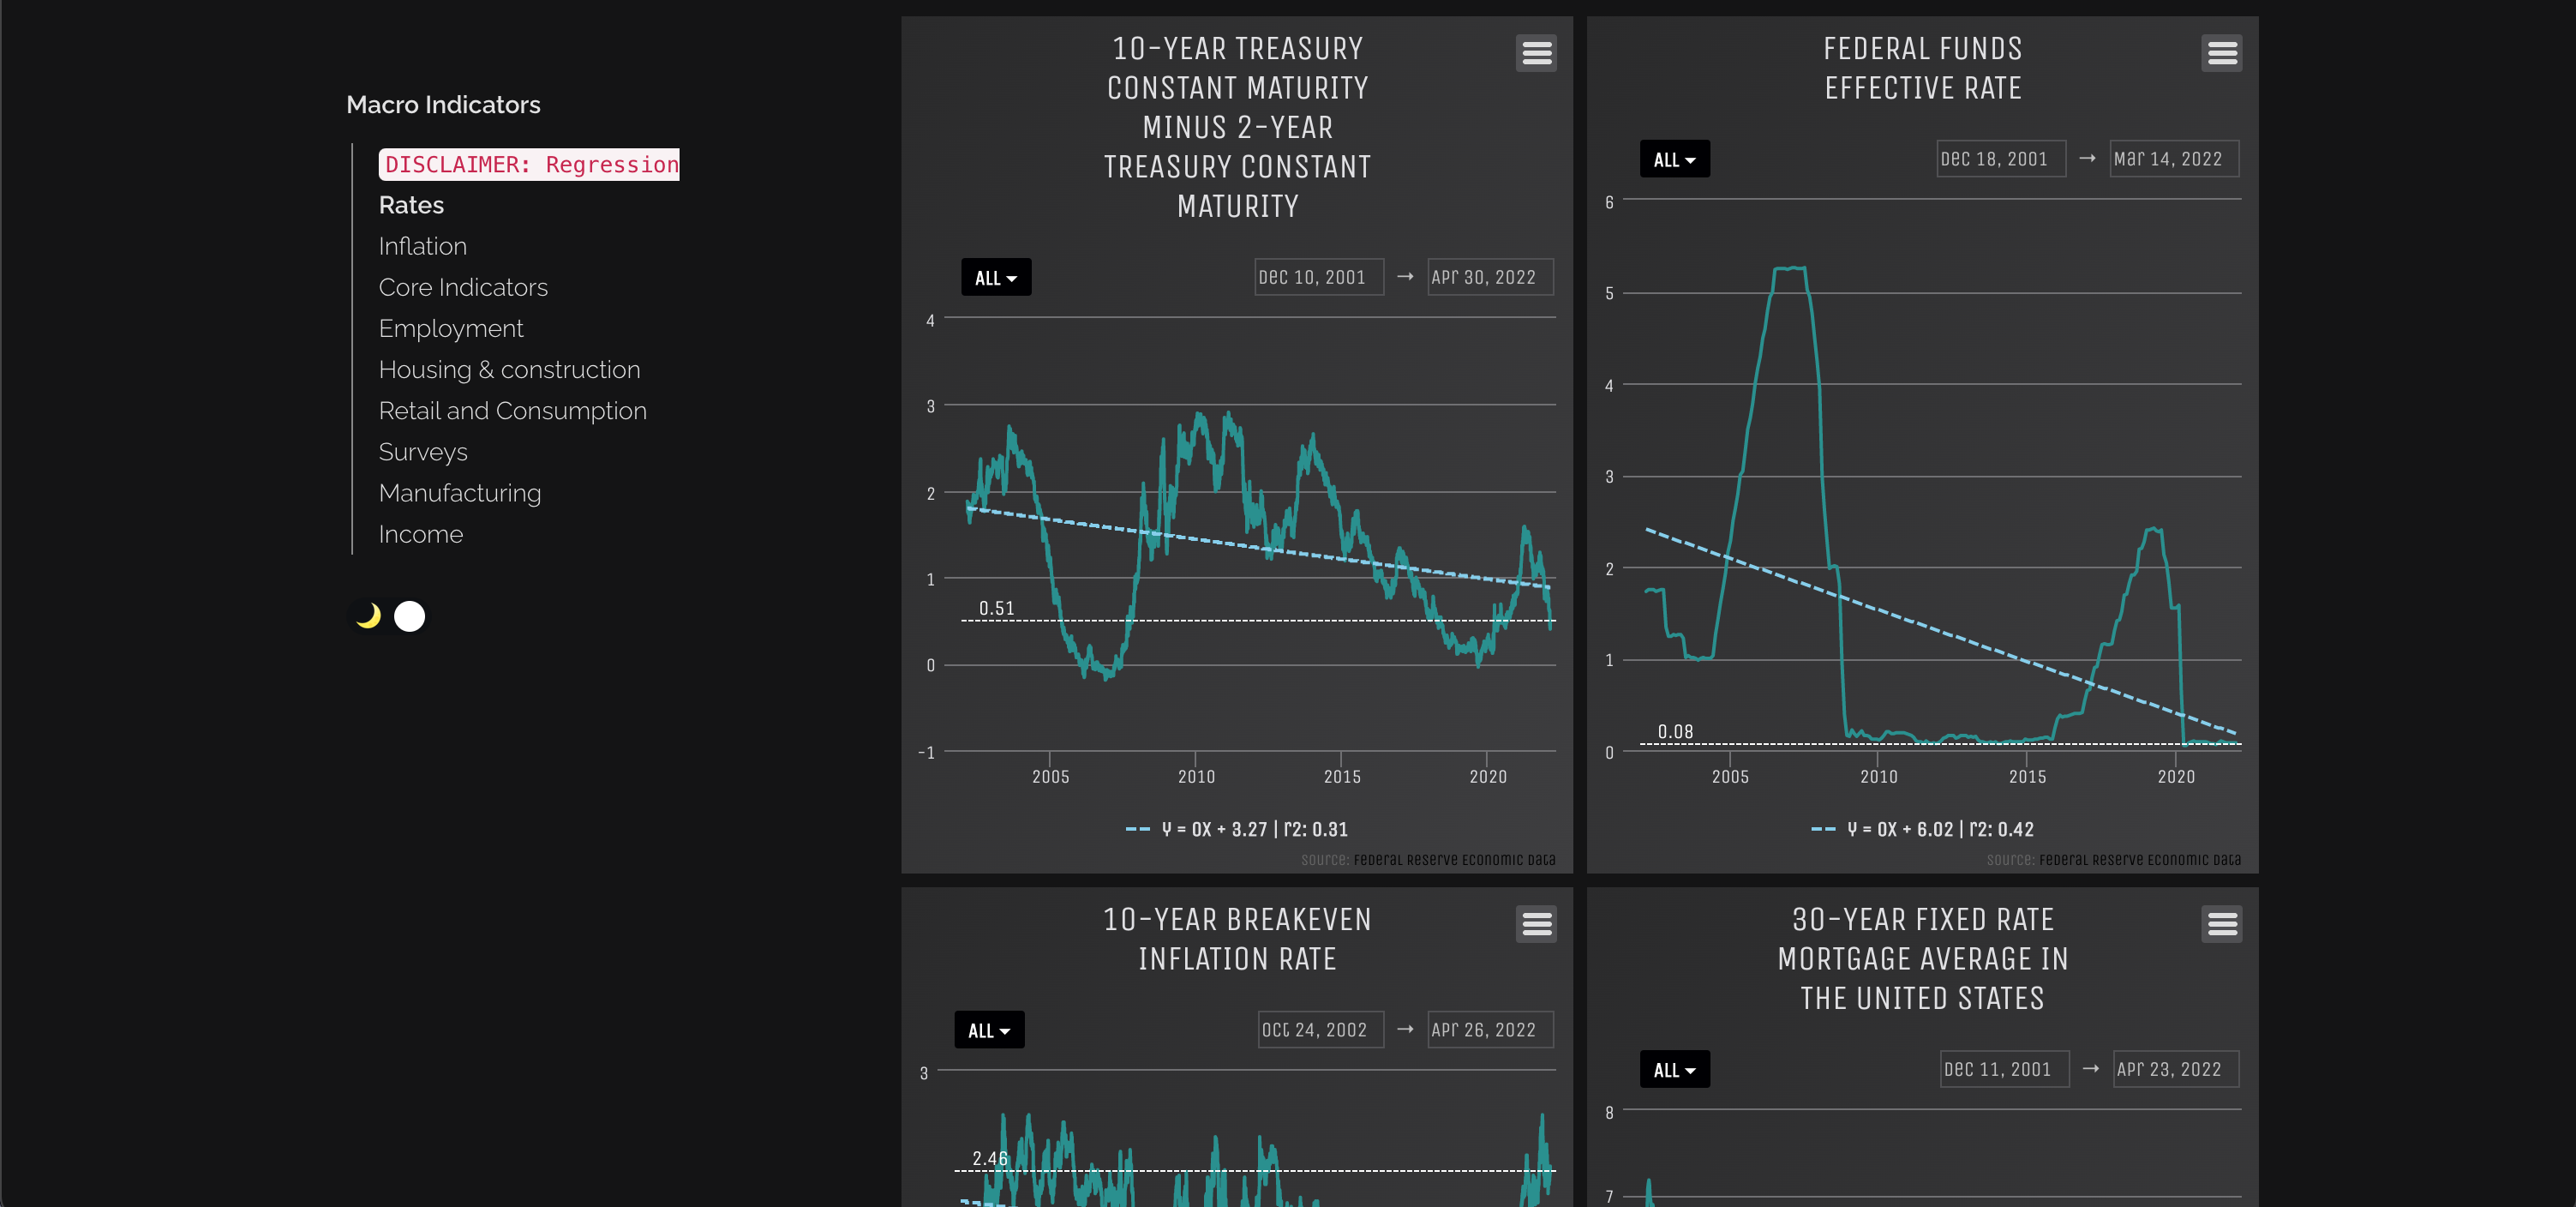 Macro Indicators
DISCLAIMER: Regression
Rates
Inflation
Core Indicators
Employment
Housing & construction
Retail and Consumption
Surveys
Manufacturing
Income
10-YEAR TREASURY
CONSTANT MATURITY
MINUS 2-YEAR
TREASURY CONSTANT
MATURITY
ALL
Dec 10, 2001 → Apr 30, 2022
4
3
2
1
0.51
0
-1
2005 2010 2015 2020
Y = 0X + 3.27 | r2: 0.31
Source: Federal Reserve Economic Data
FEDERAL FUNDS
EFFECTIVE RATE
ALL
Dec 18, 2001 → Mar 14, 2022
6
5
4
3
2
1
0.08
0
2005 2010 2015 2020
Y = 0X + 6.02 | r2: 0.42
Source: Federal Reserve Economic Data
10-YEAR BREAKEVEN
INFLATION RATE
ALL
Oct 24, 2002 → Apr 26, 2022
3
2.46
30-YEAR FIXED RATE
MORTGAGE AVERAGE IN
THE UNITED STATES
ALL
Dec 11, 2001 → Apr 23, 2022
8
7